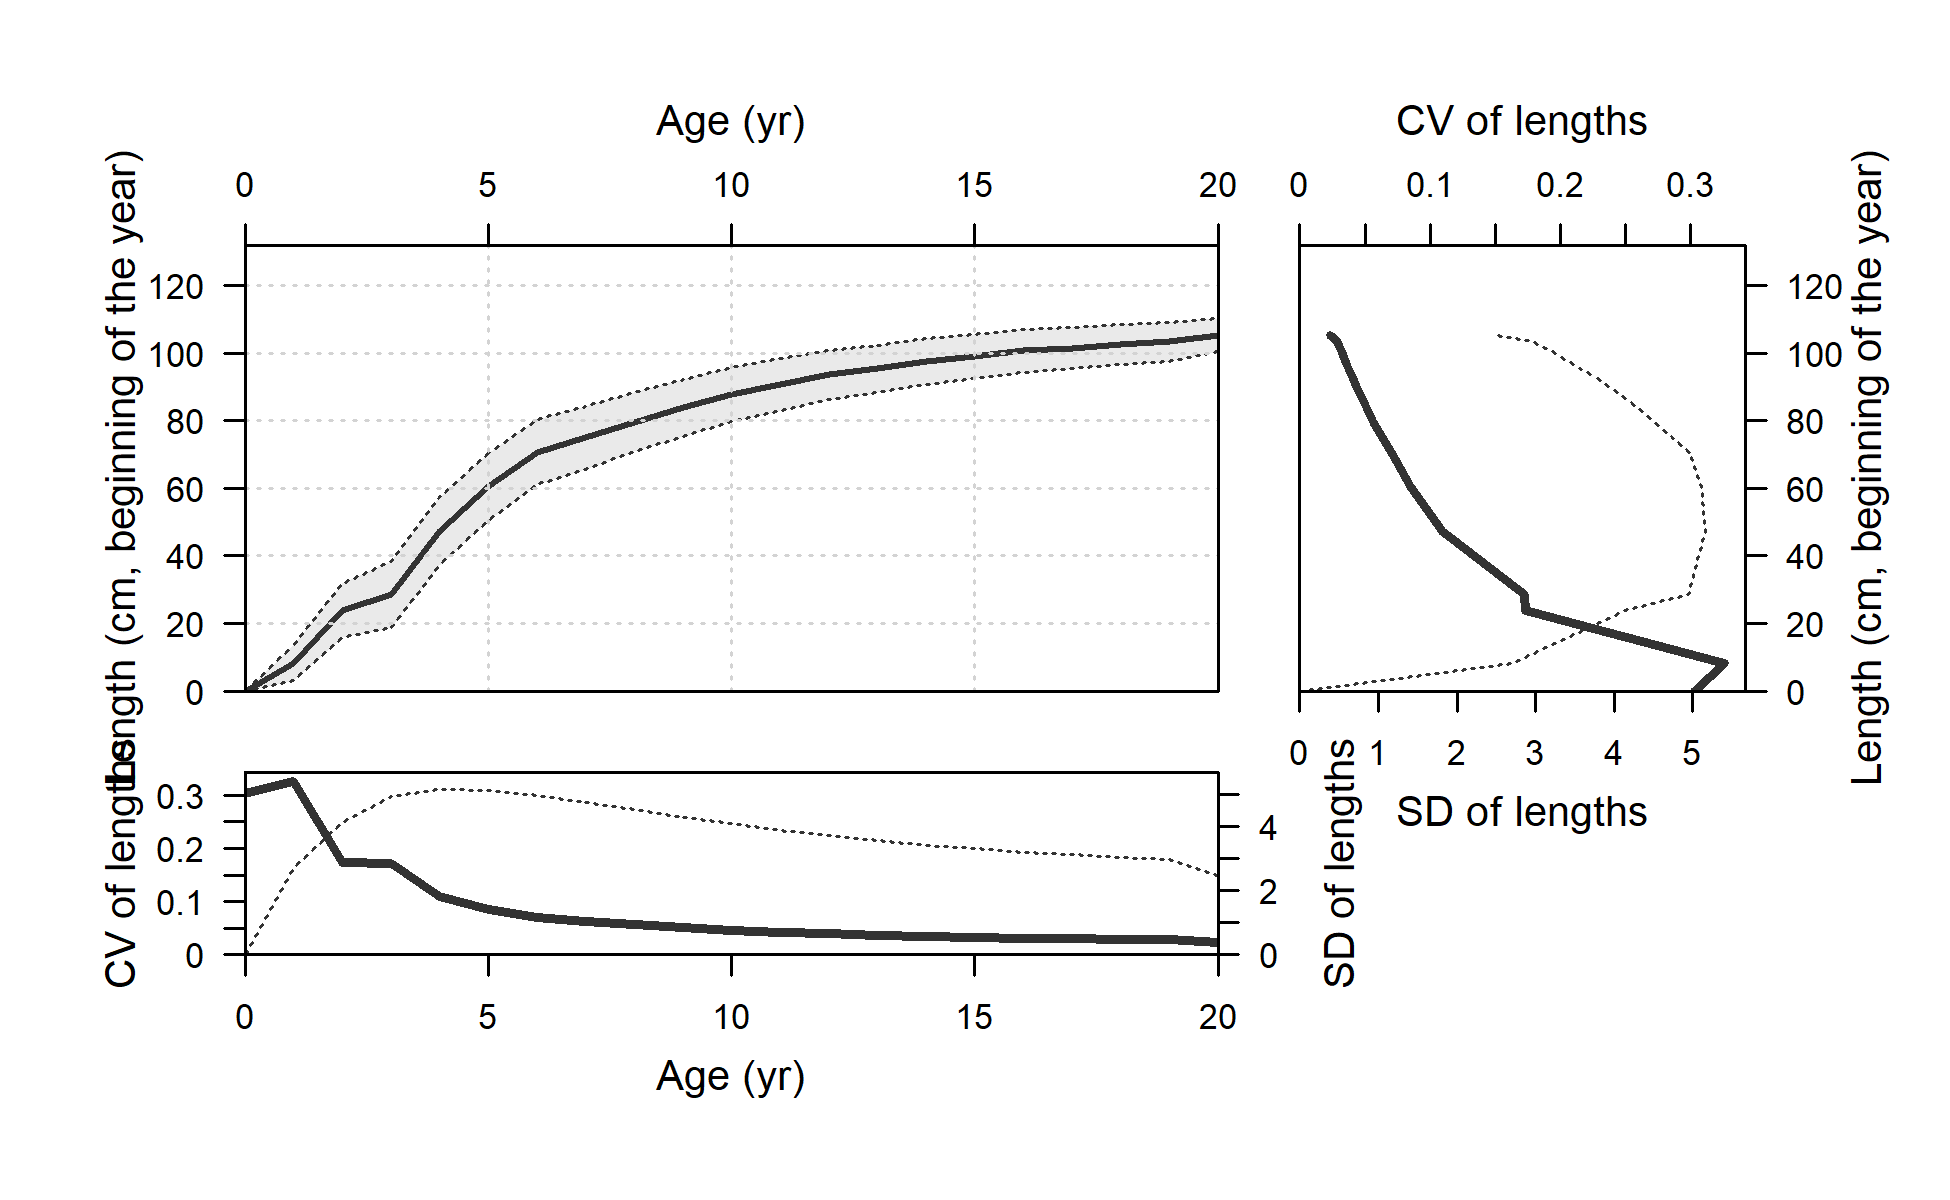 Age (yr)
0 5 10 15 20
Length (cm, beginning of the year)
120
100
80
60
40
20
0
CV of lengths
0 0.1 0.2 0.3
120
100
80
60
40
20
0
Length (cm, beginning of the year)
0 1 2 3 4 5
SD of lengths
CV of lengths
0.3
0.2
0.1
0
4
2
0
SD of lengths
0 5 10 15 20
Age (yr)